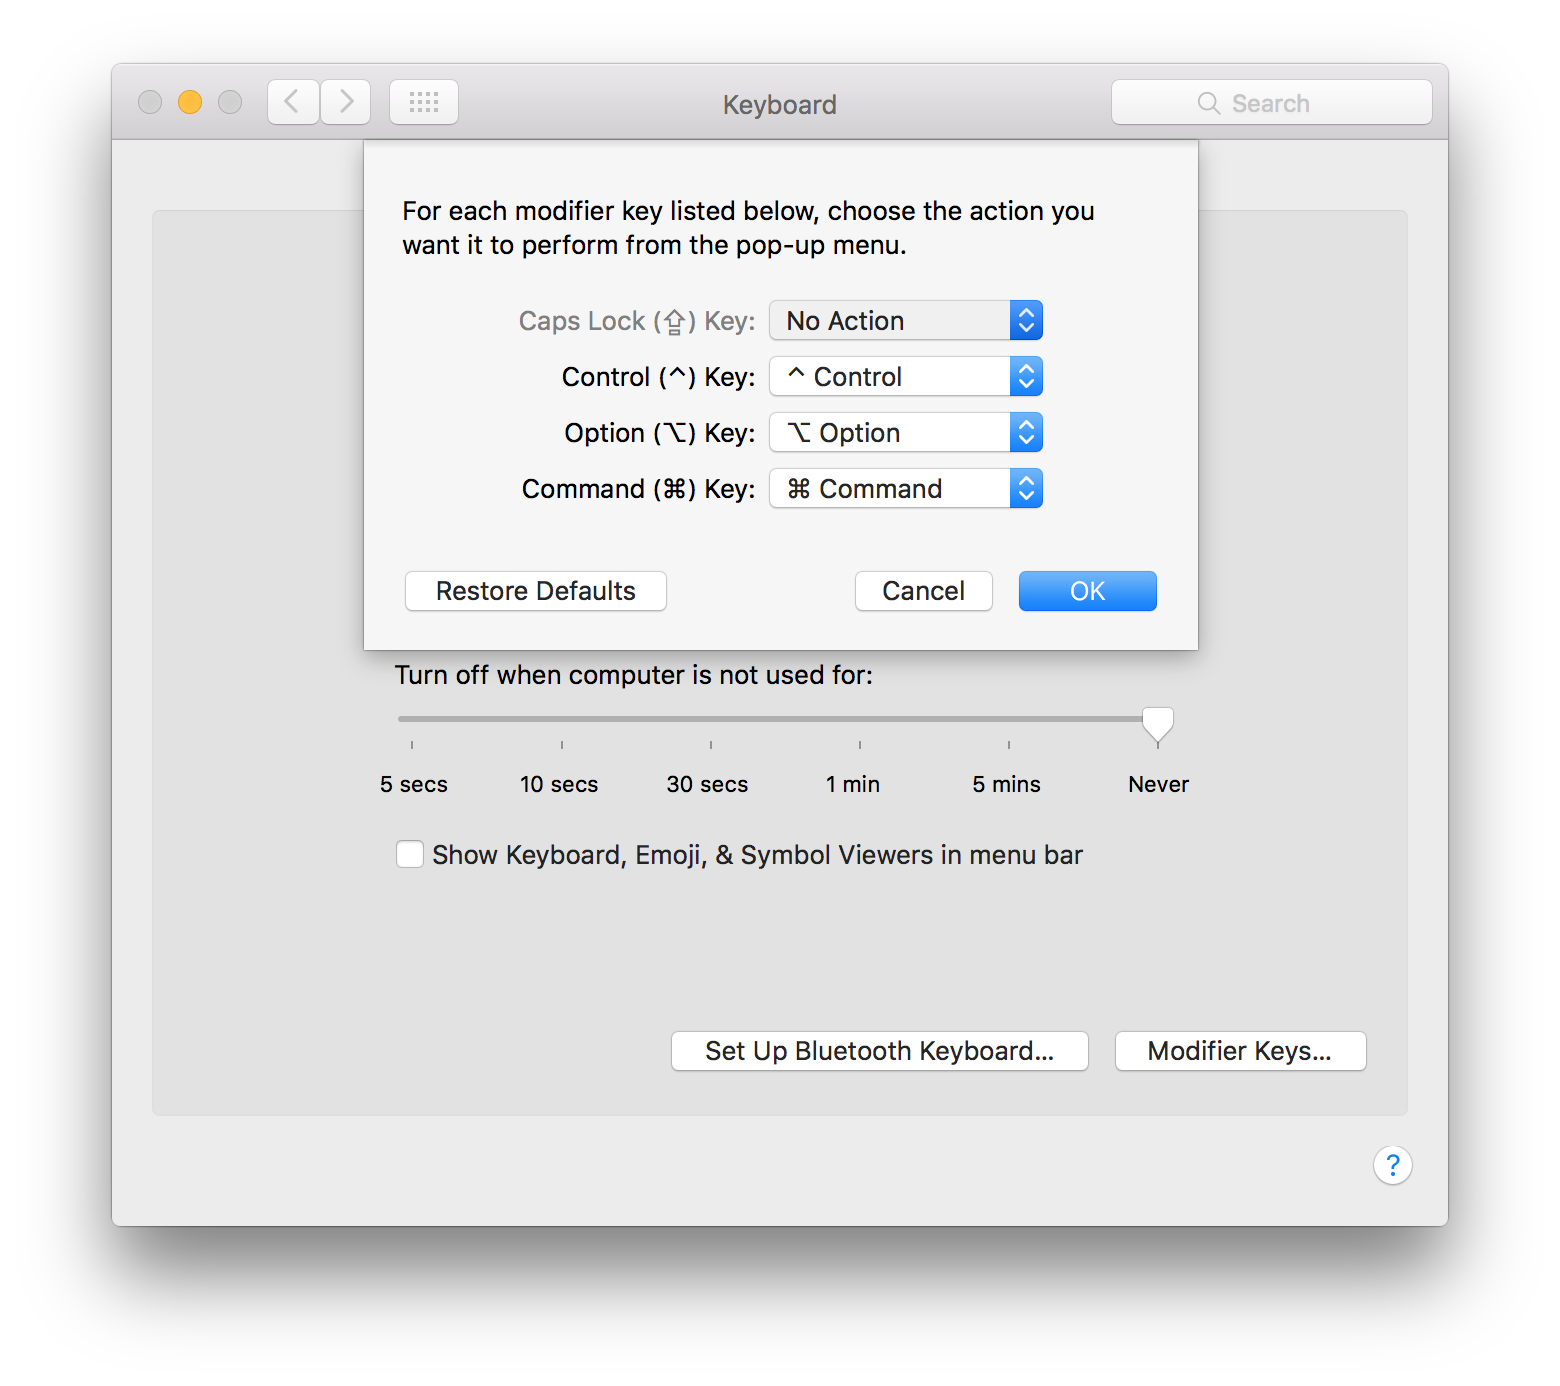 Keyboard
Search
For each modifier key listed below, choose the action you
want it to perform from the pop-up menu.
Caps Lock (⇪) Key: No Action
Control (^) Key: ^ Control
Option (⌥) Key: ⌥ Option
Command (⌘) Key: ⌘ Command
Restore Defaults Cancel OK
Turn off when computer is not used for:
5 secs 10 secs 30 secs 1 min 5 mins Never
Show Keyboard, Emoji, & Symbol Viewers in menu bar
Set Up Bluetooth Keyboard... Modifier Keys...
?